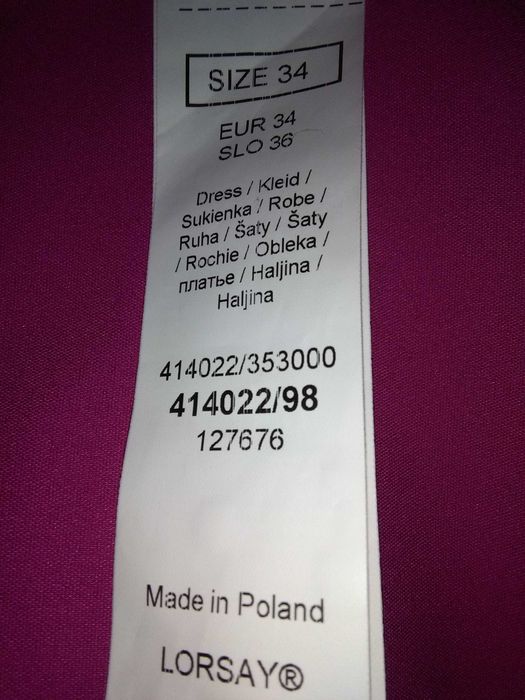 SIZE 34
EUR 34
SLO 36
Dress / Kleid /
Sukienka / Robe /
Ruha / Šaty / Šaty
/ Rochie / Obleka /
платье / Haljina /
Haljina
414022/353000
414022/98
127676
Made in Poland
LORSAY®